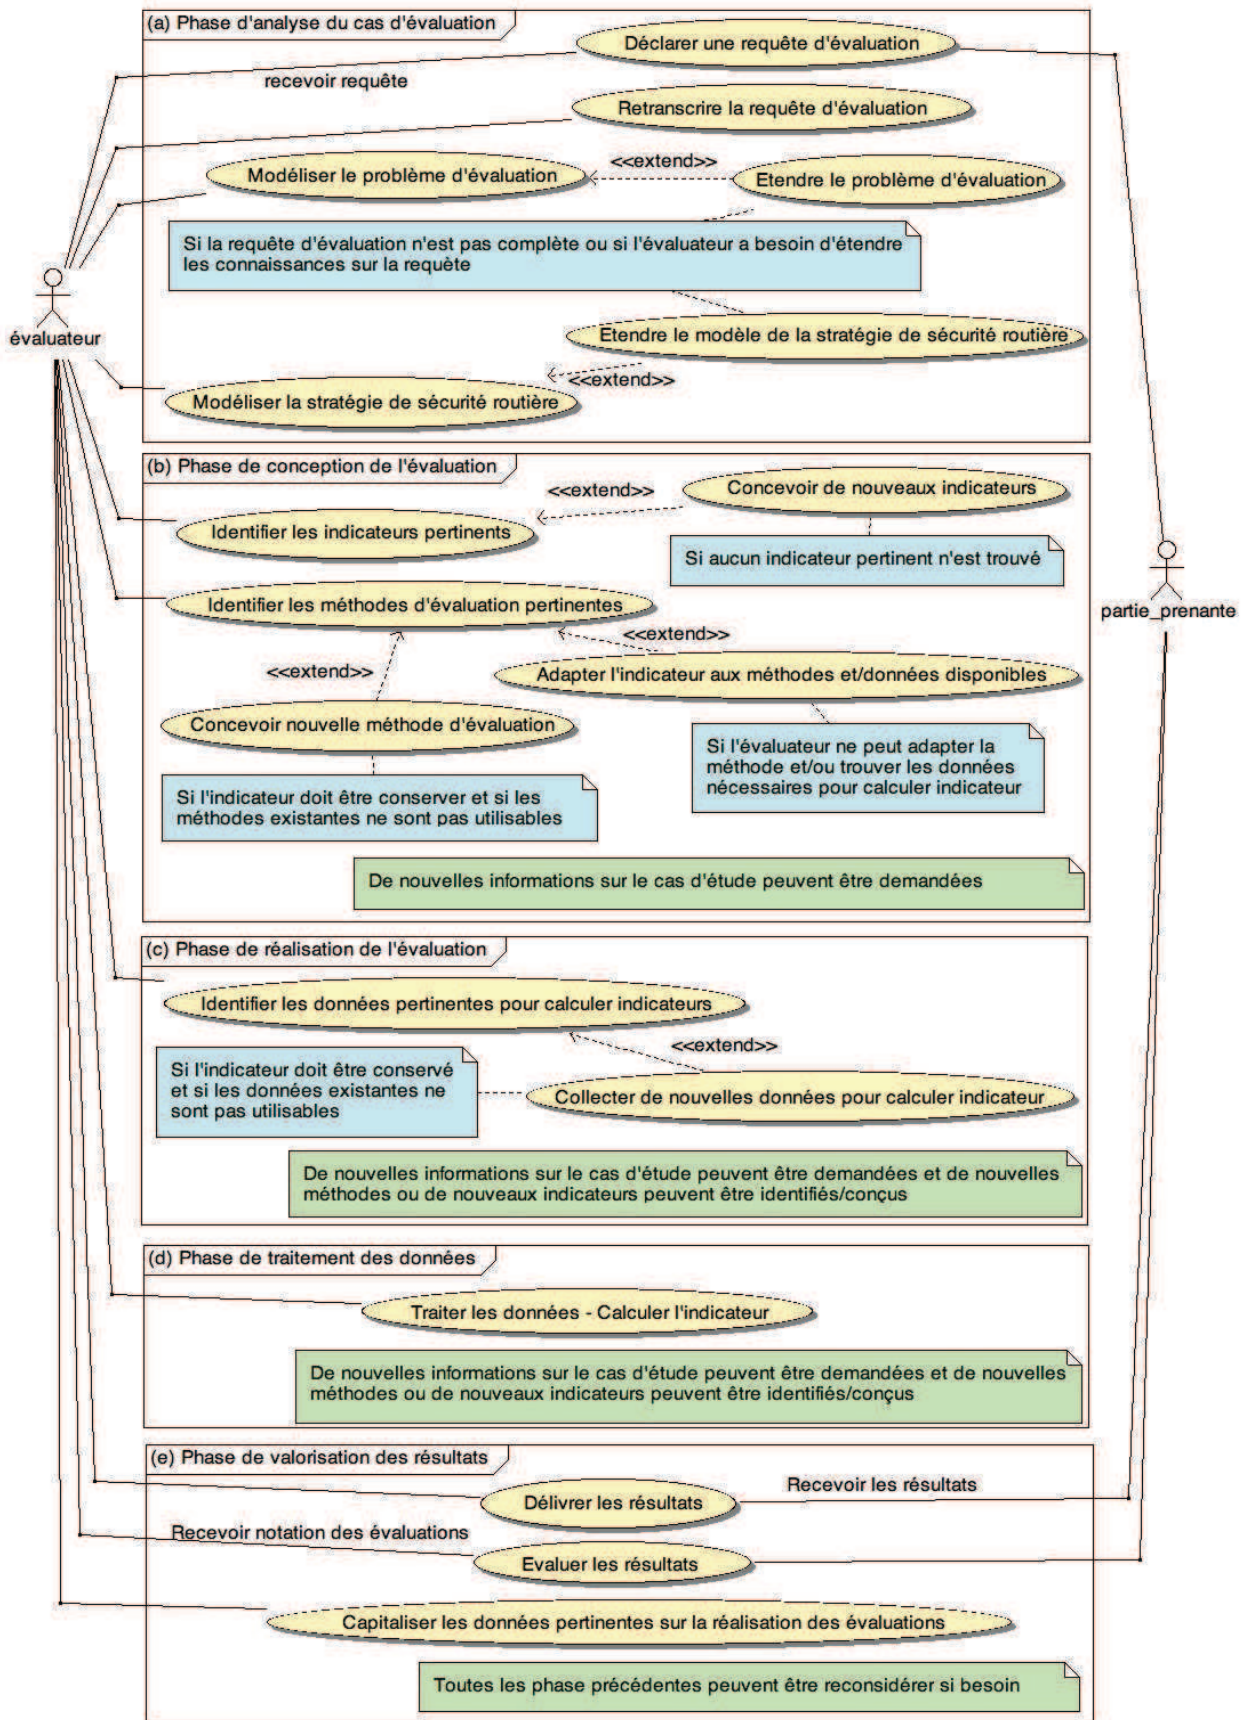 (a) Phase d'analyse du cas d'évaluation
Déclarer une requête d'évaluation
recevoir requête
Retranscrire la requête d'évaluation
<<extend>>
Modéliser le problème d'évaluation
Etendre le problème d'évaluation
Si la requête d'évaluation n'est pas complète ou si l'évaluateur a besoin d'étendre
les connaissances sur la requête
évaluateur
Etendre le modèle de la stratégie de sécurité routière
<<extend>>
Modéliser la stratégie de sécurité routière
(b) Phase de conception de l'évaluation
<<extend>>
Concevoir de nouveaux indicateurs
Identifier les indicateurs pertinents
Si aucun indicateur pertinent n'est trouvé
Identifier les méthodes d'évaluation pertinentes
partie_prenante
<<extend>>
<<extend>>
Adapter l'indicateur aux méthodes et/données disponibles
Concevoir nouvelle méthode d'évaluation
Si l'évaluateur ne peut adapter la
méthode et/ou trouver les données
nécessaires pour calculer indicateur
Si l'indicateur doit être conserver et si les
méthodes existantes ne sont pas utilisables
De nouvelles informations sur le cas d'étude peuvent être demandées
(c) Phase de réalisation de l'évaluation
Identifier les données pertinentes pour calculer indicateurs
<<extend>>
Si l'indicateur doit être conservé
et si les données existantes ne
sont pas utilisables
Collecter de nouvelles données pour calculer indicateur
De nouvelles informations sur le cas d'étude peuvent être demandées et de nouvelles
méthodes ou de nouveaux indicateurs peuvent être identifiés/conçus
(d) Phase de traitement des données
Traiter les données - Calculer l'indicateur
De nouvelles informations sur le cas d'étude peuvent être demandées et de nouvelles
méthodes ou de nouveaux indicateurs peuvent être identifiés/conçus
(e) Phase de valorisation des résultats
Recevoir les résultats
Délivrer les résultats
Recevoir notation des évaluations
Evaluer les résultats
Capitaliser les données pertinentes sur la réalisation des évaluations
Toutes les phase précédentes peuvent être reconsidérer si besoin